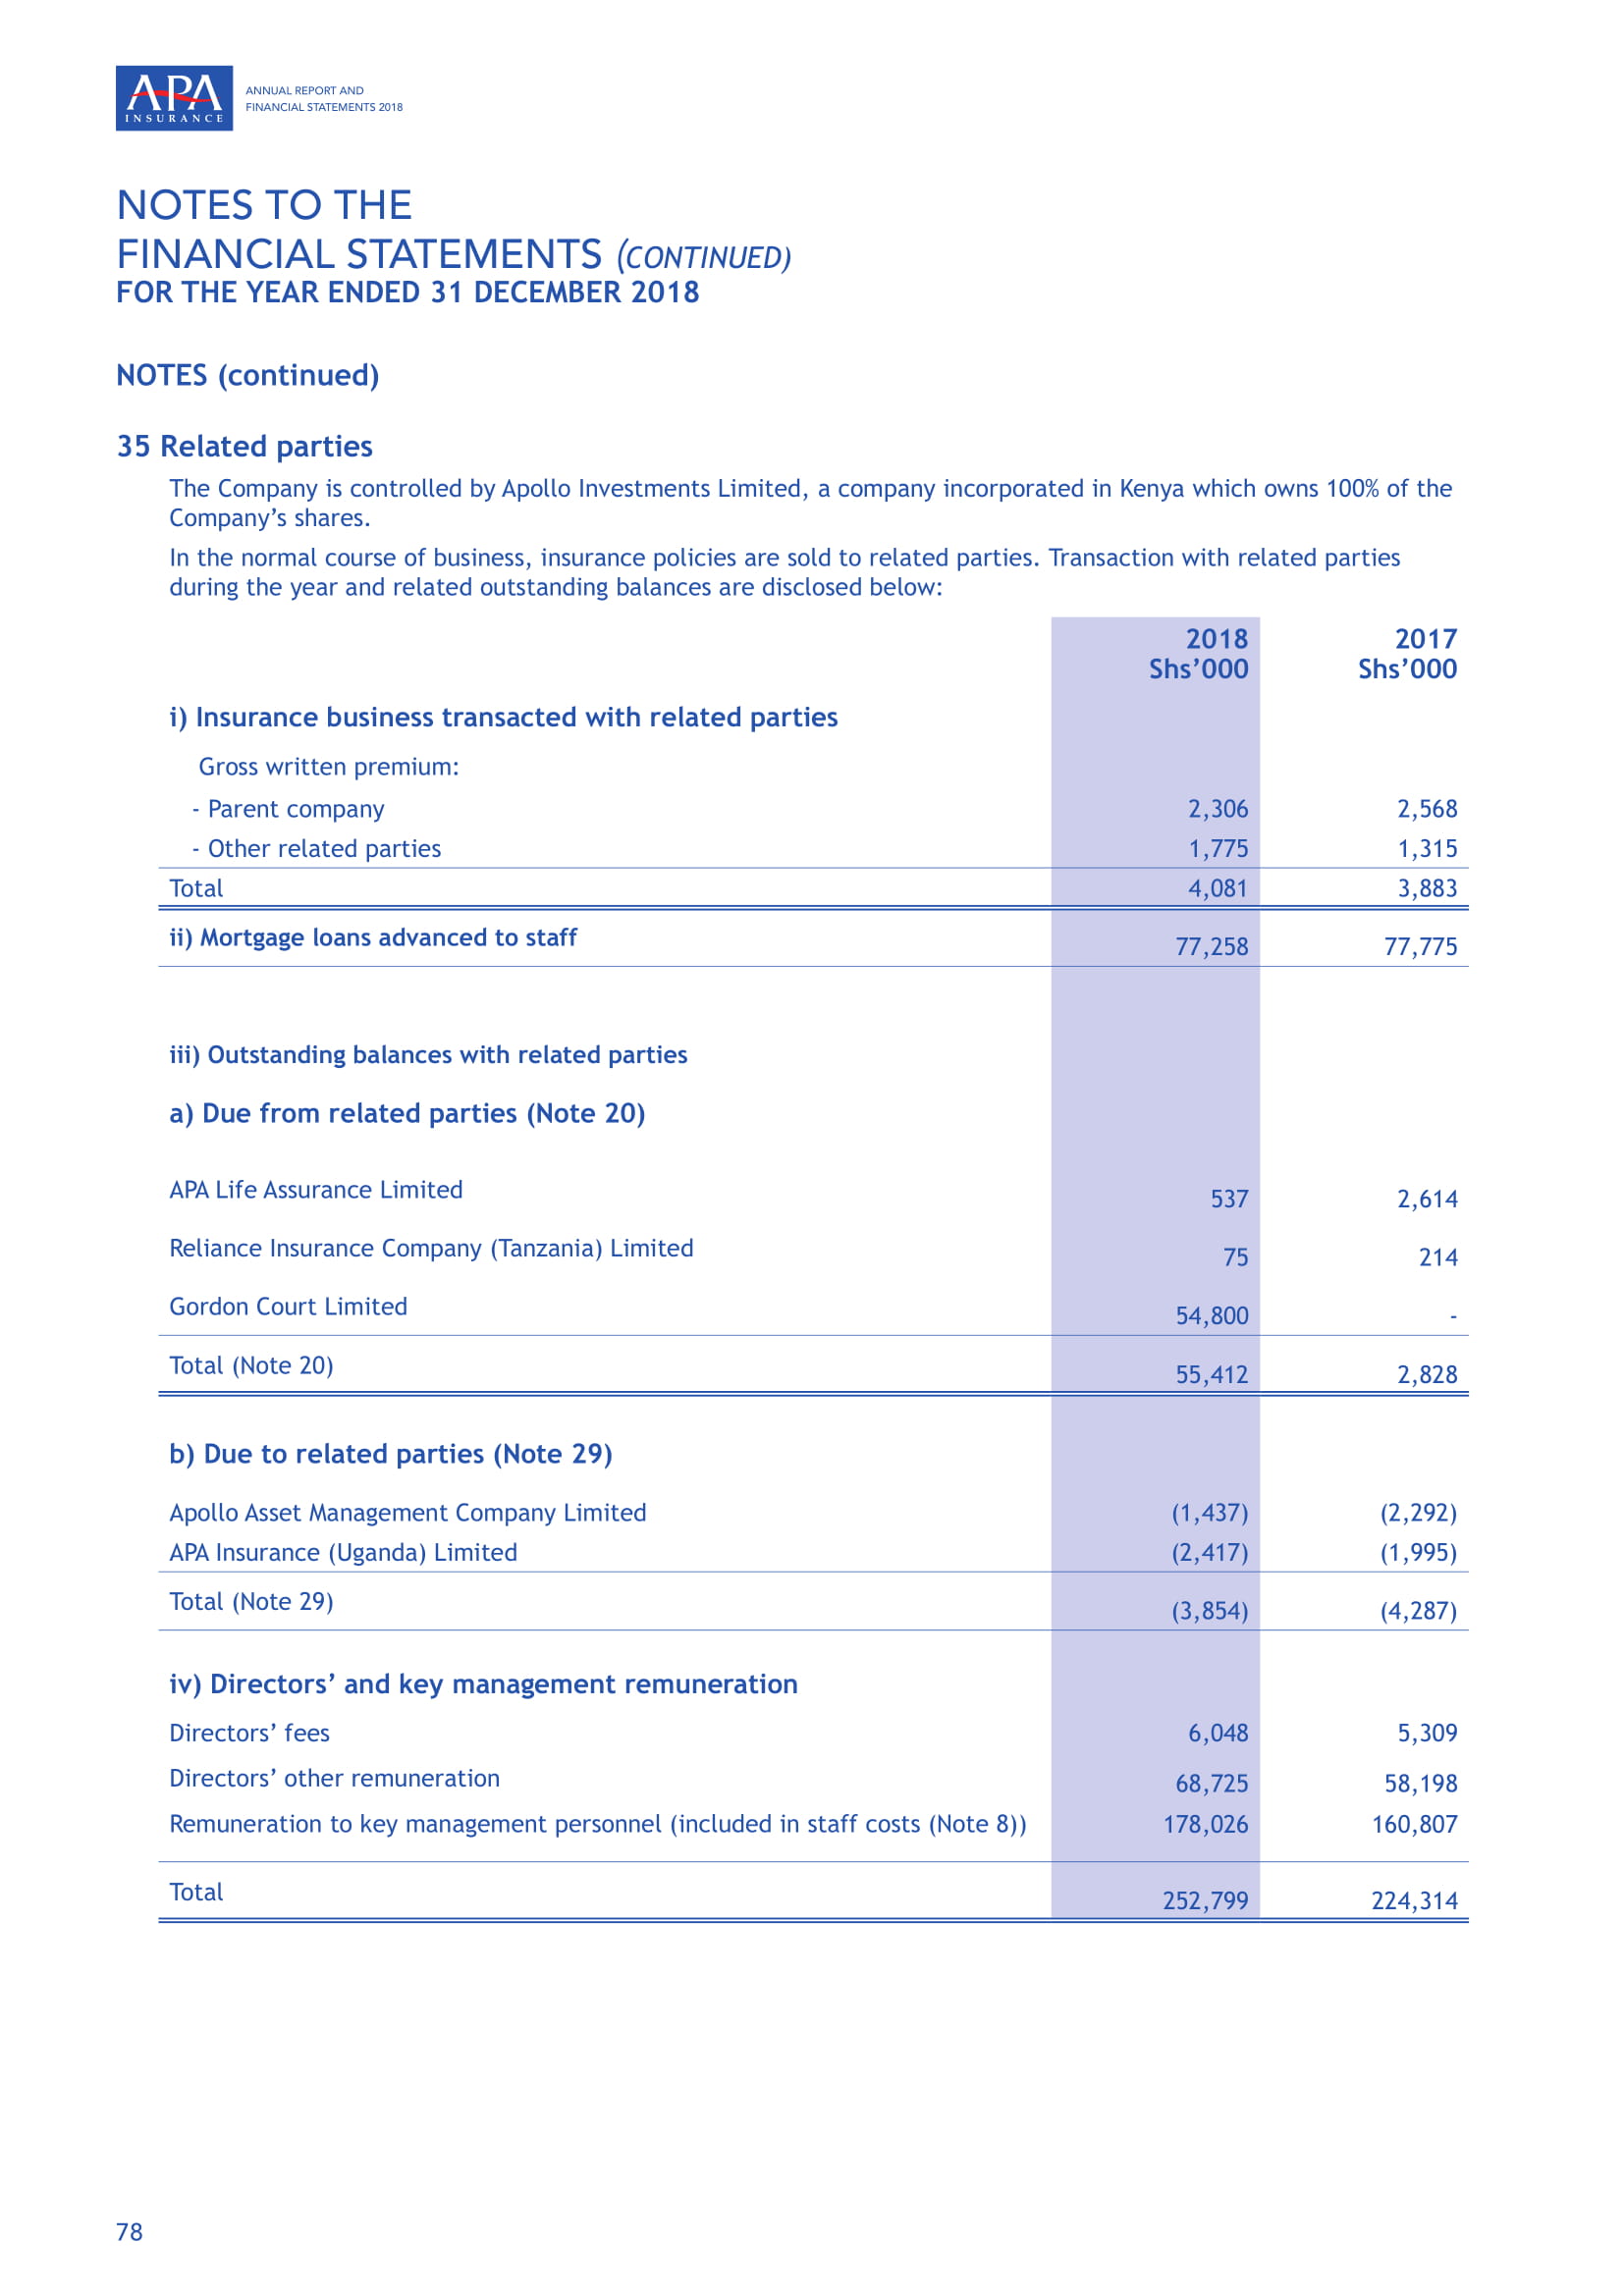 APA
INSURANCE
ANNUAL REPORT AND
FINANCIAL STATEMENTS 2018
NOTES TO THE
FINANCIAL STATEMENTS (CONTINUED)
FOR THE YEAR ENDED 31 DECEMBER 2018
NOTES (continued)
35 Related parties
The Company is controlled by Apollo Investments Limited, a company incorporated in Kenya which owns 100% of the
Company’s shares.
In the normal course of business, insurance policies are sold to related parties. Transaction with related parties
during the year and related outstanding balances are disclosed below:
2018 2017
Shs’000 Shs’000
i) Insurance business transacted with related parties
Gross written premium:
- Parent company 2,306 2,568
- Other related parties 1,775 1,315
Total 4,081 3,883
ii) Mortgage loans advanced to staff 77,258 77,775
iii) Outstanding balances with related parties
a) Due from related parties (Note 20)
APA Life Assurance Limited 537 2,614
Reliance Insurance Company (Tanzania) Limited 75 214
Gordon Court Limited 54,800 -
Total (Note 20) 55,412 2,828
b) Due to related parties (Note 29)
Apollo Asset Management Company Limited (1,437) (2,292)
APA Insurance (Uganda) Limited (2,417) (1,995)
Total (Note 29) (3,854) (4,287)
iv) Directors’ and key management remuneration
Directors’ fees 6,048 5,309
Directors’ other remuneration 68,725 58,198
Remuneration to key management personnel (included in staff costs (Note 8)) 178,026 160,807
Total 252,799 224,314
78